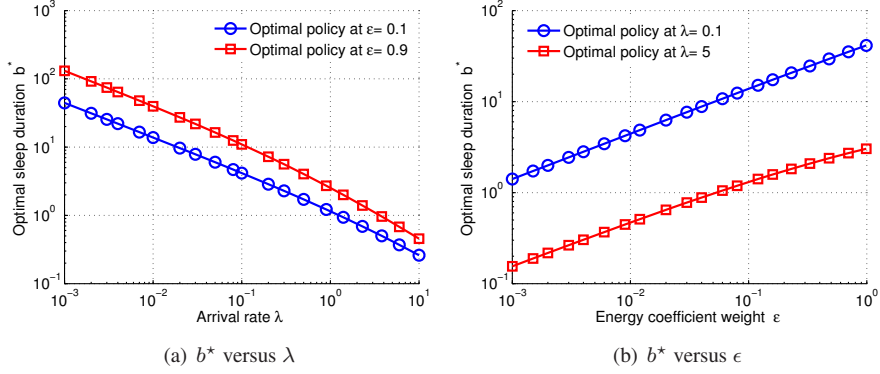 Optimal policy at ε= 0.1
Optimal policy at ε= 0.9
10^3
10^2
10^1
10^0
10^-1
Optimal sleep duration b*
10^-3
10^-2
10^-1
10^0
10^1
Arrival rate λ
(a) b* versus λ
Optimal policy at λ= 0.1
Optimal policy at λ= 5
10^2
10^1
10^0
10^-1
Optimal sleep duration b*
10^-3
10^-2
10^-1
10^0
Energy coefficient weight ε
(b) b* versus ϵ